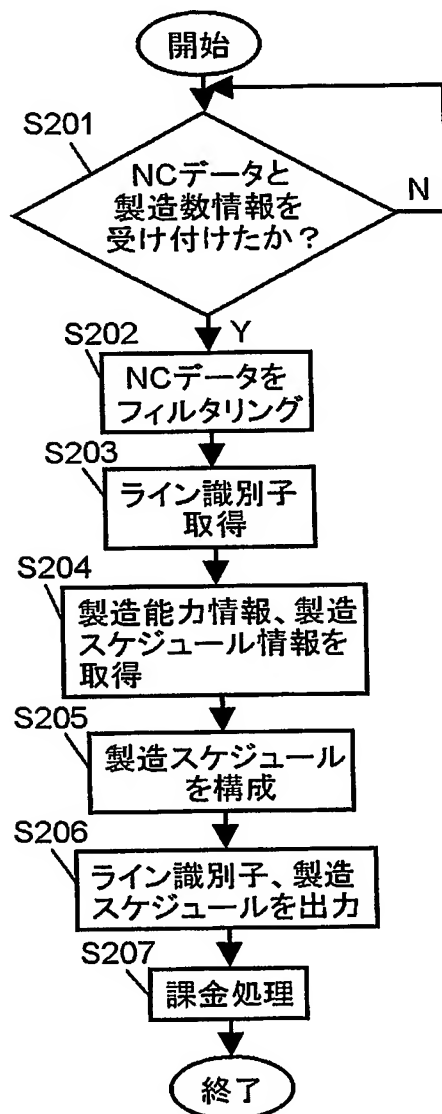 開始
S201
NCデータと
製造数情報を
受け付けたか？
N
Y
S202
NCデータを
フィルタリング
S203
ライン識別子
取得
S204
製造能力情報、製造
スケジュール情報を
取得
S205
製造スケジュール
を構成
S206
ライン識別子、製造
スケジュールを出力
S207
課金処理
終了